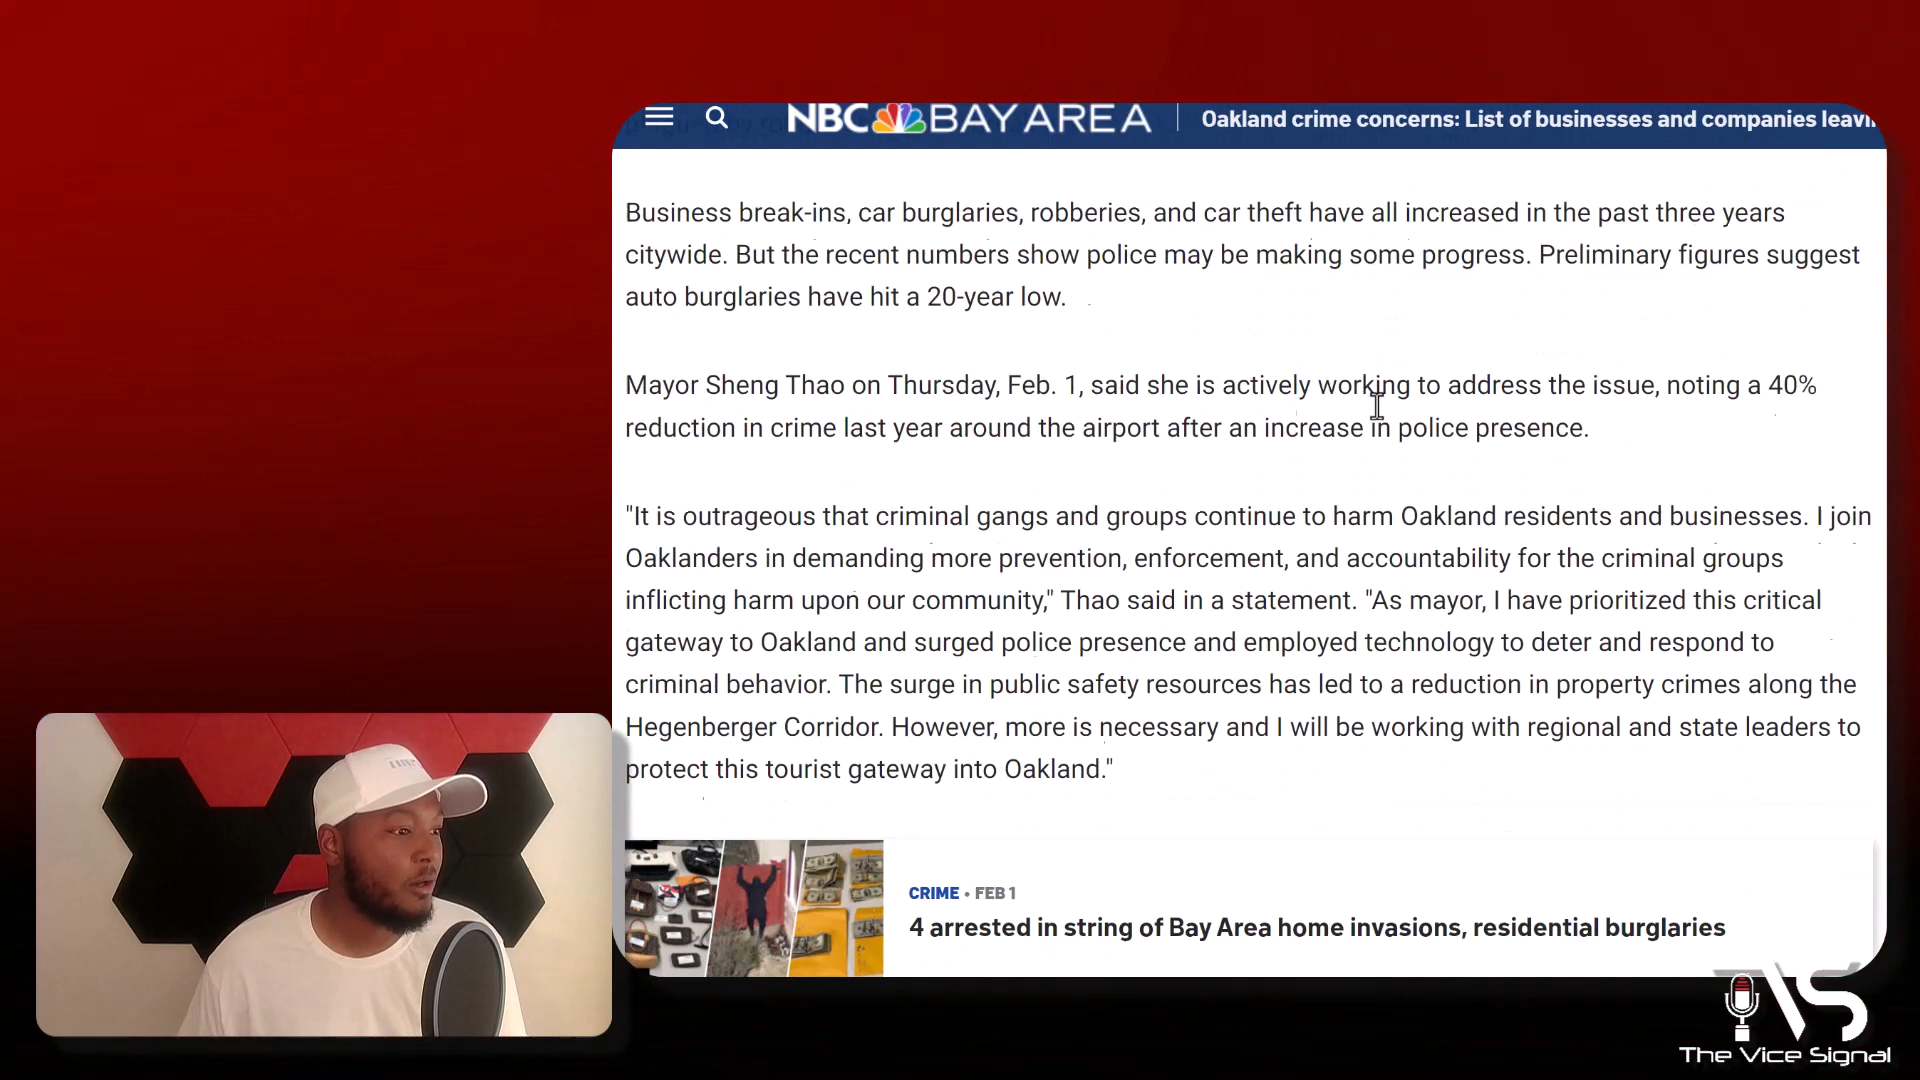 NBC BAY AREA
Oakland crime concerns: List of businesses and companies
Business break-ins, car burglaries, robberies, and car theft have all increased in the past three years
citywide. But the recent numbers show police may be making some progress. Preliminary figures suggest
auto burglaries have hit a 20-year low.
Mayor Sheng Thao on Thursday, Feb. 1, said she is actively working to address the issue, noting a 40%
reduction in crime last year around the airport after an increase in police presence.
"It is outrageous that criminal gangs and groups continue to harm Oakland residents and businesses. I join
Oaklanders in demanding more prevention, enforcement, and accountability for the criminal groups
inflicting harm upon our community," Thao said in a statement. "As mayor, I have prioritized this critical
gateway to Oakland and surged police presence and employed technology to deter and respond to
criminal behavior. The surge in public safety resources has led to a reduction in property crimes along the
Hegenberger Corridor. However, more is necessary and I will be working with regional and state leaders to
protect this tourist gateway into Oakland."
CRIME • FEB 1
4 arrested in string of Bay Area home invasions, residential burglaries
VS
The Vice Signal